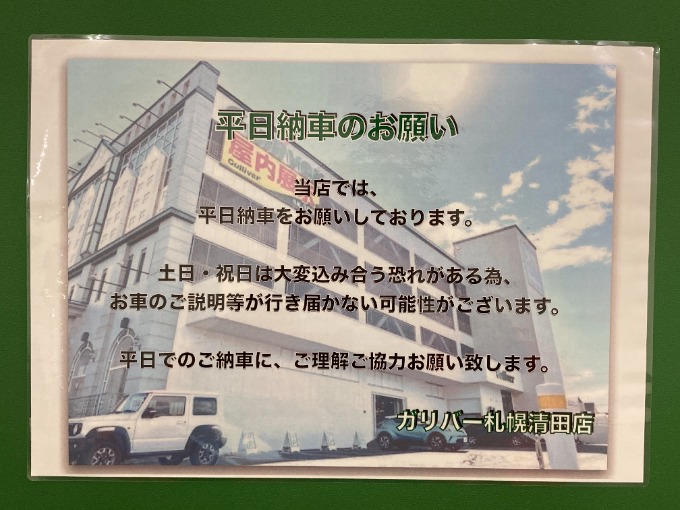 平日納車のお願い
屋内展
Gulliver
当店では、
平日納車をお願いしております。
土日・祝日は大変込み合う恐れがある為、
お車のご説明等が行き届かない可能性がございます。
平日でのご納車に、ご理解ご協力お願い致します。
ガリバー札幌清田店